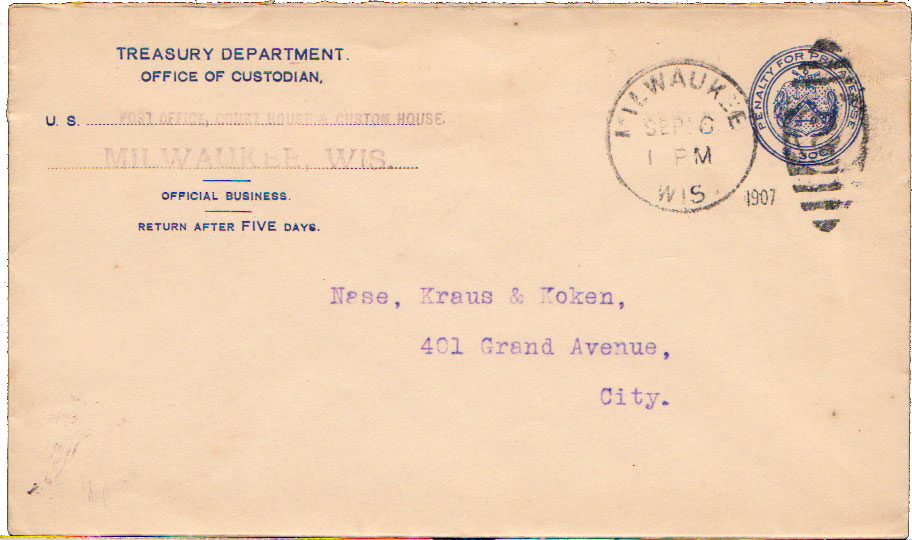 TREASURY DEPARTMENT.
OFFICE OF CUSTODIAN,
U. S. POST OFFICE, COURT HOUSE & CUSTOM HOUSE
MILWAUKEE, WIS.
OFFICIAL BUSINESS.
RETURN AFTER FIVE DAYS.
MILWAUKEE
SEP 6
1 PM
WIS
1907
PENALTY FOR PRIVATE USE
$300
Nase, Kraus & Koken,
401 Grand Avenue,
City.